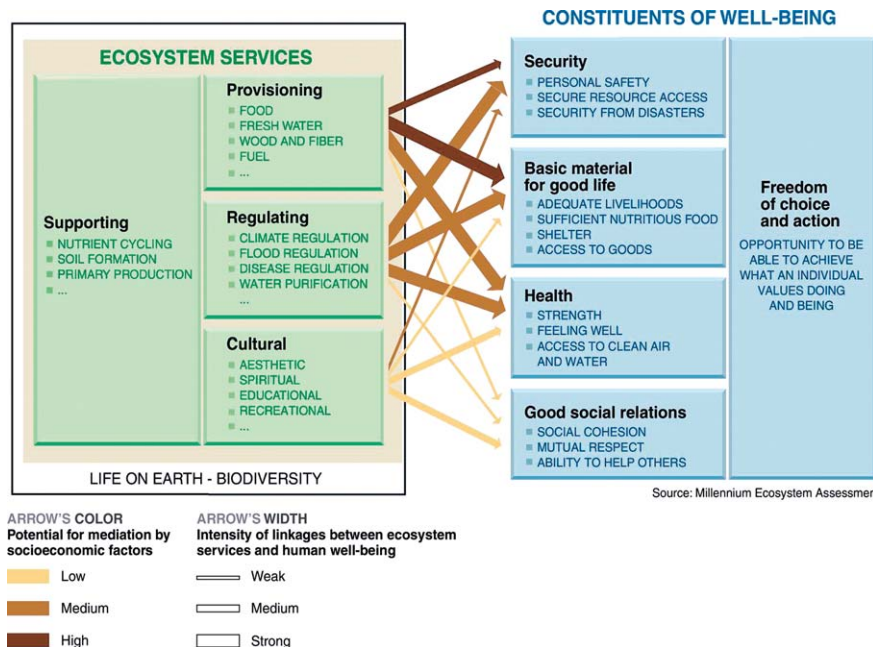 CONSTITUENTS OF WELL-BEING
ECOSYSTEM SERVICES
Supporting
NUTRIENT CYCLING
SOIL FORMATION
PRIMARY PRODUCTION
...
Provisioning
FOOD
FRESH WATER
WOOD AND FIBER
FUEL
...
Regulating
CLIMATE REGULATION
FLOOD REGULATION
DISEASE REGULATION
WATER PURIFICATION
...
Cultural
AESTHETIC
SPIRITUAL
EDUCATIONAL
RECREATIONAL
...
LIFE ON EARTH - BIODIVERSITY
Security
PERSONAL SAFETY
SECURE RESOURCE ACCESS
SECURITY FROM DISASTERS
Basic material
for good life
ADEQUATE LIVELIHOODS
SUFFICIENT NUTRITIOUS FOOD
SHELTER
ACCESS TO GOODS
Health
STRENGTH
FEELING WELL
ACCESS TO CLEAN AIR
AND WATER
Good social relations
SOCIAL COHESION
MUTUAL RESPECT
ABILITY TO HELP OTHERS
Freedom
of choice
and action
OPPORTUNITY TO BE
ABLE TO ACHIEVE
WHAT AN INDIVIDUAL
VALUES DOING
AND BEING
Source: Millennium Ecosystem Assessment
ARROW'S COLOR
Potential for mediation by
socioeconomic factors
Low
Medium
High
ARROW'S WIDTH
Intensity of linkages between ecosystem
services and human well-being
Weak
Medium
Strong